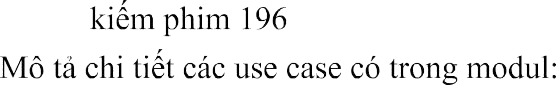 kiếm phim 196
Mô tả chi tiết các use case có trong modul: